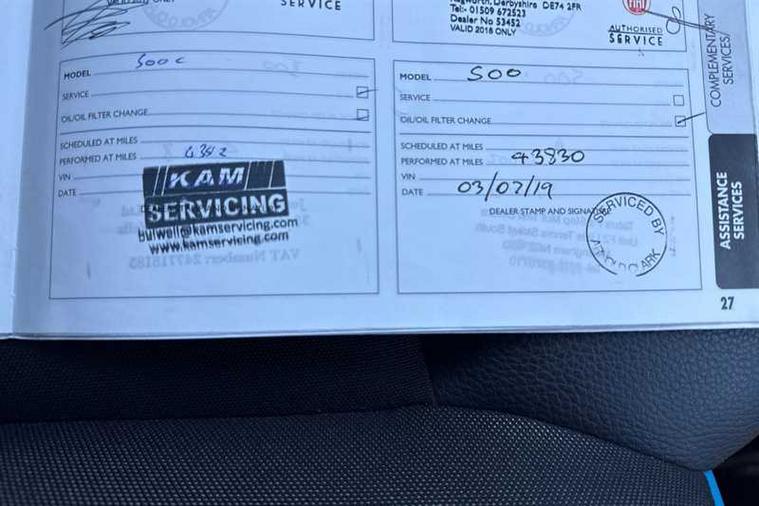 SERVICE
Derbyshire DE74 2FR
Tel: 01509 672523
Dealer No 53452
VALID 2018 ONLY
FIAT
AUTHORISED
SERVICE
MODEL 500 C
SERVICE
OIL/OIL FILTER CHANGE
SCHEDULED AT MILES
PERFORMED AT MILES
VIN
DATE
KAM
SERVICING
bulwell@kamservicing.com
www.kamservicing.com
VAT Number
MODEL 500
SERVICE
OIL/OIL FILTER CHANGE
SCHEDULED AT MILES
PERFORMED AT MILES 43830
VIN
DATE 03/07/19
DEALER STAMP AND SIGNATURE
SERVICED BY
COMPLEMENTARY
SERVICES
ASSISTANCE
SERVICES
27